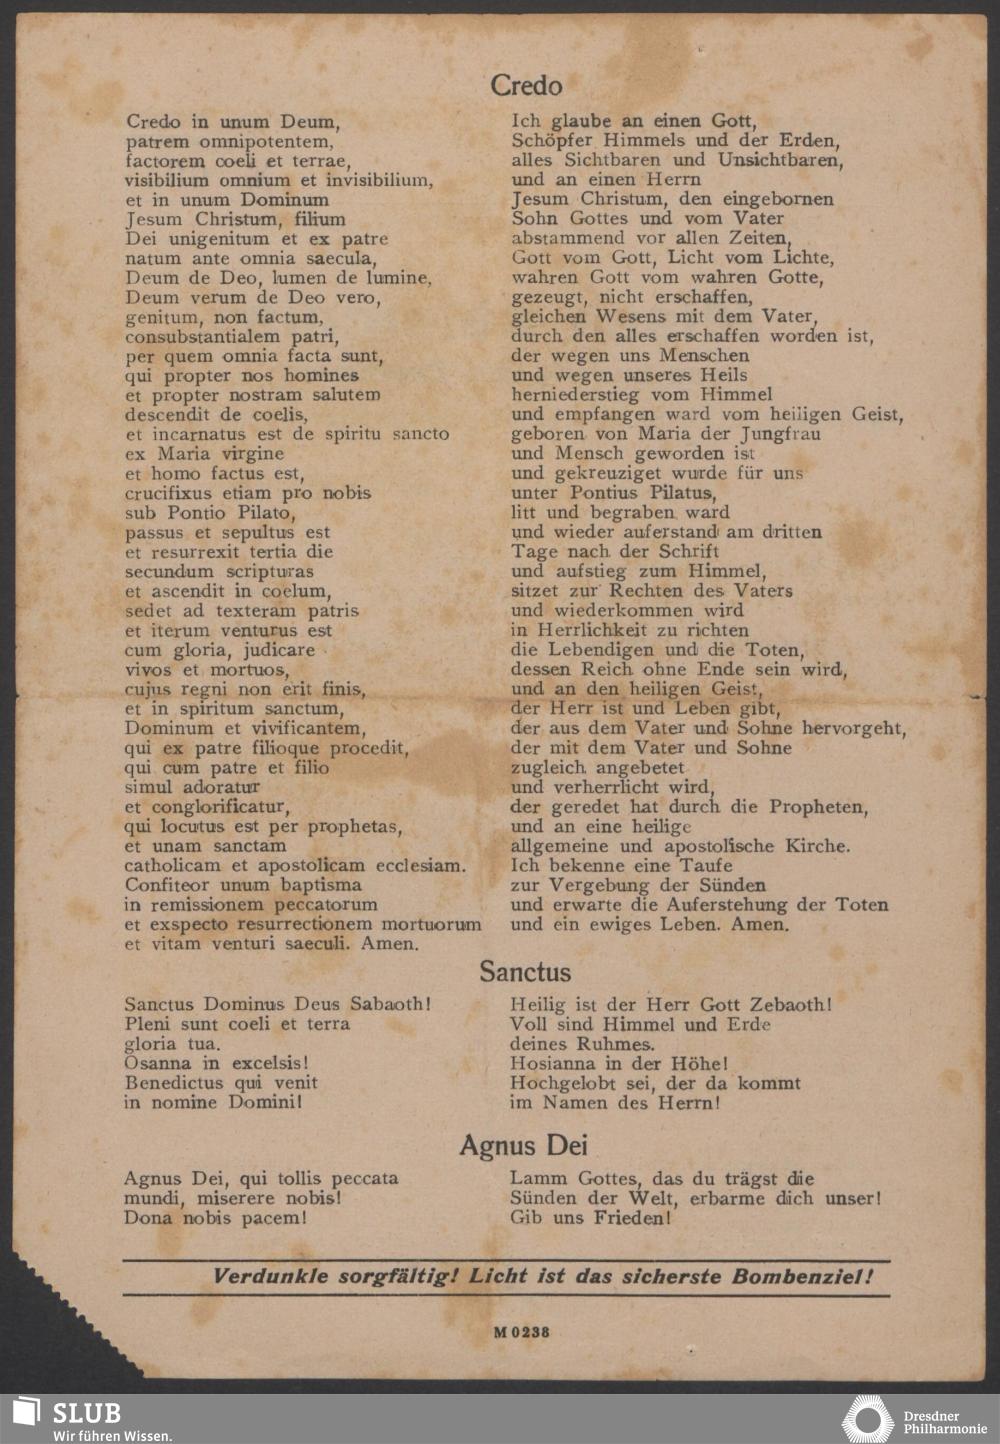 Credo
Credo in unum Deum,
patrem omnipotentem,
factorem coeli et terrae,
visibilium omnium et invisibilium,
et in unum Dominum
Jesum Christum, filium
Dei unigenitum et ex patre
natum ante omnia saecula,
Deum de Deo, lumen de lumine,
Deum verum de Deo vero,
genitum, non factum,
consubstantialem patri,
per quem omnia facta sunt,
qui propter nos homines
et propter nostram salutem
descendit de coelis,
et incarnatus est de spiritu sancto
ex Maria virgine
et homo factus est,
crucifixus etiam pro nobis
sub Pontio Pilato,
passus et sepultus est
et resurrexit tertia die
secundum scripturas
et ascendit in coelum,
sedet ad texteram patris
et iterum venturus est
cum gloria, judicare
vivos et mortuos,
cujus regni non erit finis,
et in spiritum sanctum,
Dominum et vivificantem,
qui ex patre filioque procedit,
qui cum patre et filio
simul adoratur
et conglorificatur,
qui locutus est per prophetas,
et unam sanctam
catholicam et apostolicam ecclesiam.
Confiteor unum baptisma
in remissionem peccatorum
et exspecto resurrectionem mortuorum
et vitam venturi saeculi. Amen.
Ich glaube an einen Gott,
Schöpfer Himmels und der Erden,
alles Sichtbaren und Unsichtbaren,
und an einen Herrn
Jesum Christum, den eingebornen
Sohn Gottes und vom Vater
abstammend vor allen Zeiten,
Gott vom Gott, Licht vom Lichte,
wahren Gott vom wahren Gotte,
gezeugt, nicht erschaffen,
gleichen Wesens mit dem Vater,
durch den alles erschaffen worden ist,
der wegen uns Menschen
und wegen unseres Heils
herniederstieg vom Himmel
und empfangen ward vom heiligen Geist,
geboren von Maria der Jungfrau
und Mensch geworden ist
und gekreuziget wurde für uns
unter Pontius Pilatus,
litt und begraben ward
und wieder auferstand am dritten
Tage nach der Schrift
und aufstieg zum Himmel,
sitzet zur Rechten des Vaters
und wiederkommen wird
in Herrlichkeit zu richten
die Lebendigen und die Toten,
dessen Reich ohne Ende sein wird,
und an den heiligen Geist,
der Herr ist und Leben gibt,
der aus dem Vater und Sohne hervorgeht,
der mit dem Vater und Sohne
zugleich angebetet
und verherrlicht wird,
der geredet hat durch die Propheten,
und an eine heilige
allgemeine und apostolische Kirche.
Ich bekenne eine Taufe
zur Vergebung der Sünden
und erwarte die Auferstehung der Toten
und ein ewiges Leben. Amen.
Sanctus
Sanctus Dominus Deus Sabaoth!
Pleni sunt coeli et terra
gloria tua.
Osanna in excelsis!
Benedictus qui venit
in nomine Domini!
Heilig ist der Herr Gott Zebaoth!
Voll sind Himmel und Erde
deines Ruhmes.
Hosianna in der Höhe!
Hochgelobt sei, der da kommt
im Namen des Herrn!
Agnus Dei
Agnus Dei, qui tollis peccata
mundi, miserere nobis!
Dona nobis pacem!
Lamm Gottes, das du trägst die
Sünden der Welt, erbarme dich unser!
Gib uns Frieden!
Verdunkle sorgfältig! Licht ist das sicherste Bombenziel!
M 0238
SLUB
Wir führen Wissen.
Dresdner
Philharmonie